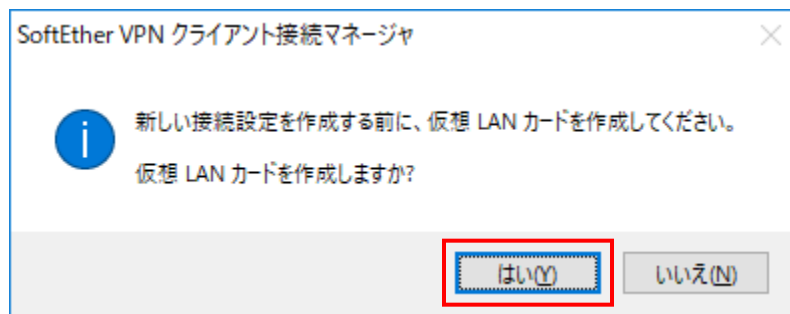 SoftEther VPN クライアント接続マネージャ
新しい接続設定を作成する前に、仮想 LAN カードを作成してください。
仮想 LAN カードを作成しますか?
はい(Y)
いいえ(N)